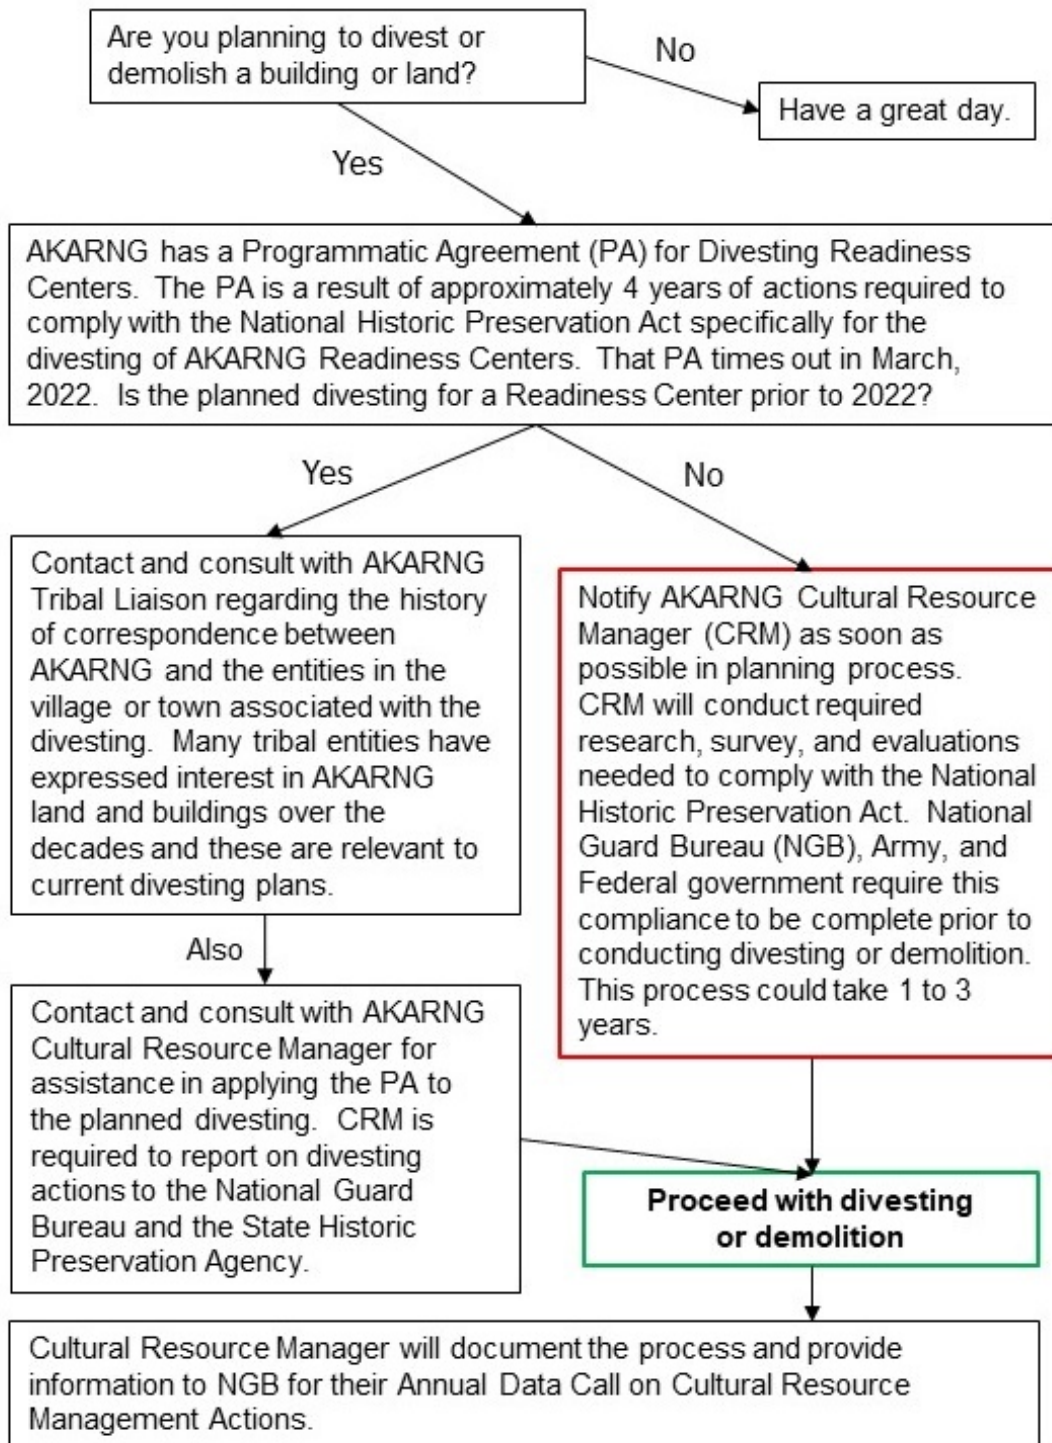 Are you planning to divest or
demolish a building or land?
No
Have a great day.
Yes
AKARNG has a Programmatic Agreement (PA) for Divesting Readiness
Centers.  The PA is a result of approximately 4 years of actions required to
comply with the National Historic Preservation Act specifically for the
divesting of AKARNG Readiness Centers.  That PA times out in March,
2022.  Is the planned divesting for a Readiness Center prior to 2022?
Yes
No
Contact and consult with AKARNG
Tribal Liaison regarding the history
of correspondence between
AKARNG and the entities in the
village or town associated with the
divesting.  Many tribal entities have
expressed interest in AKARNG
land and buildings over the
decades and these are relevant to
current divesting plans.
Notify AKARNG Cultural Resource
Manager (CRM) as soon as
possible in planning process.
CRM will conduct required
research, survey, and evaluations
needed to comply with the National
Historic Preservation Act.  National
Guard Bureau (NGB), Army, and
Federal government require this
compliance to be complete prior to
conducting divesting or demolition.
This process could take 1 to 3
years.
Also
Contact and consult with AKARNG
Cultural Resource Manager for
assistance in applying the PA to
the planned divesting.  CRM is
required to report on divesting
actions to the National Guard
Bureau and the State Historic
Preservation Agency.
Proceed with divesting
or demolition
Cultural Resource Manager will document the process and provide
information to NGB for their Annual Data Call on Cultural Resource
Management Actions.